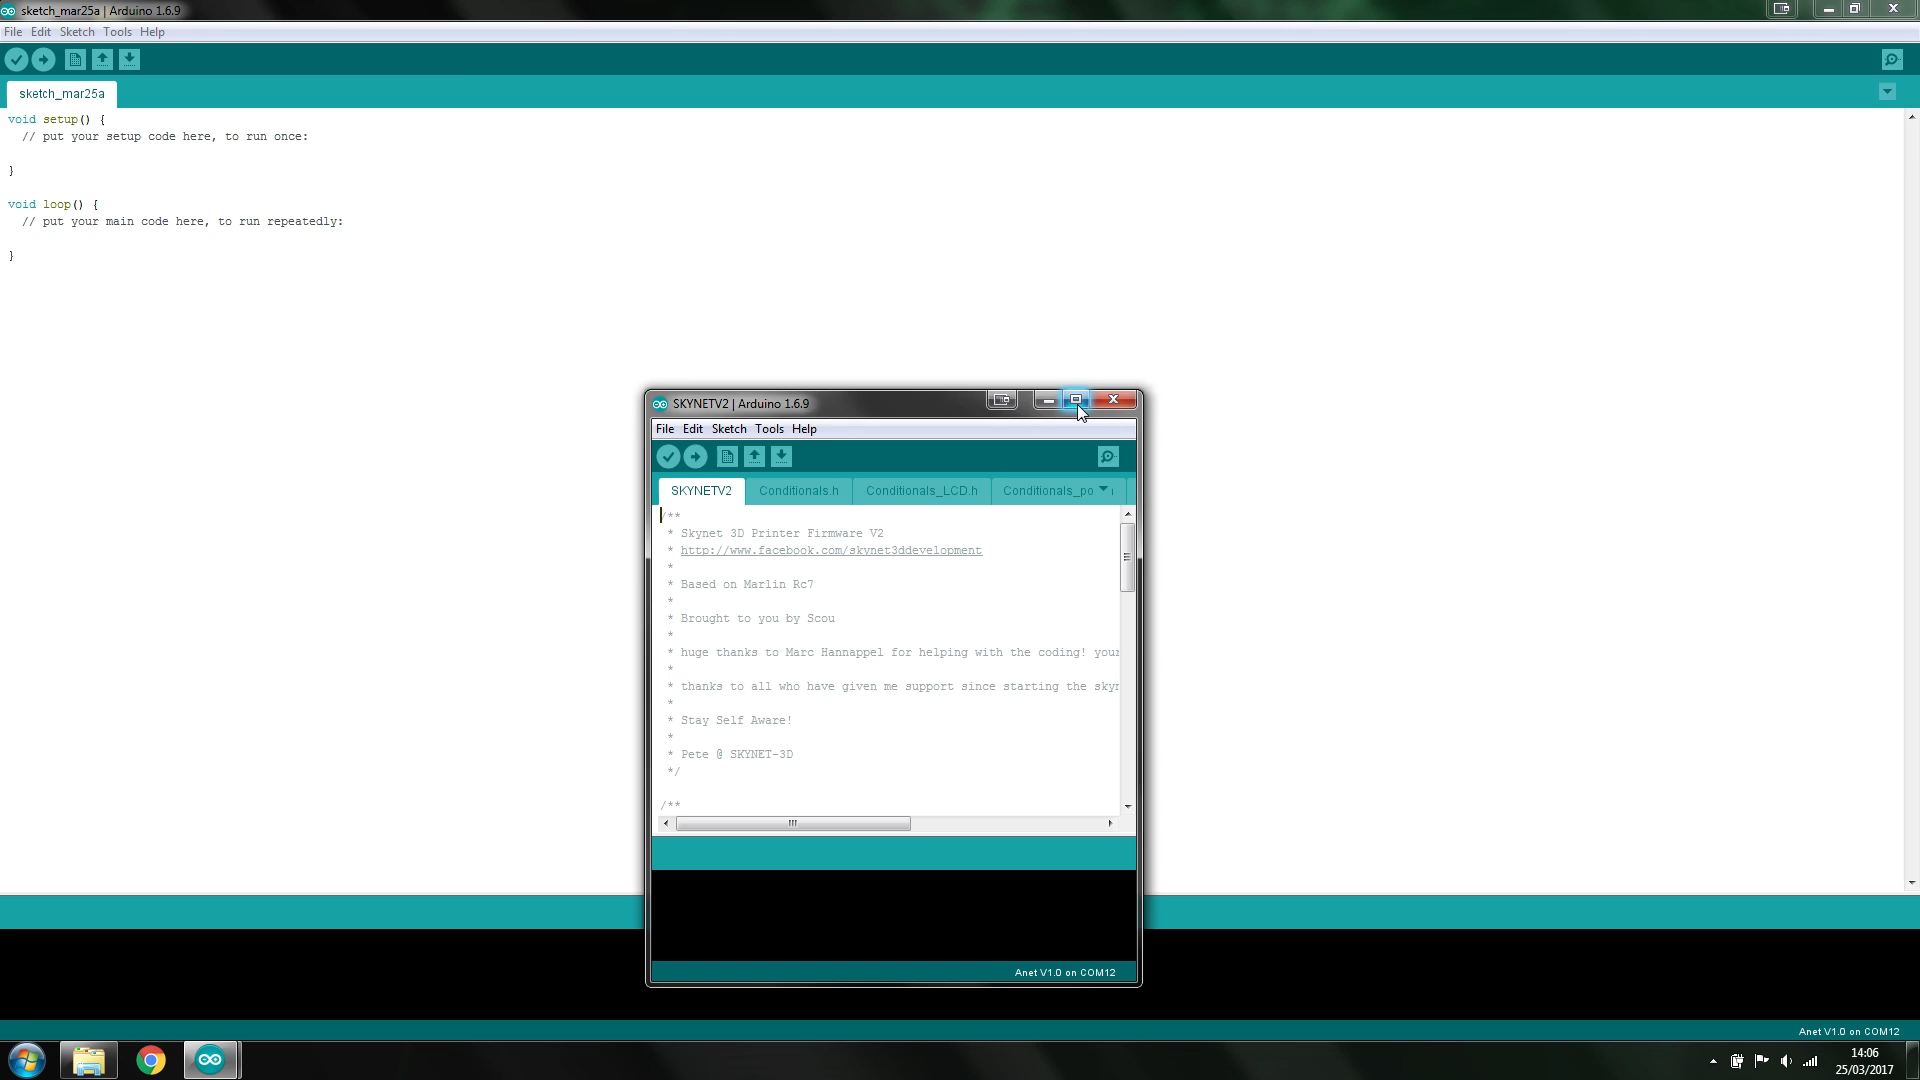 sketch_mar25a | Arduino 1.6.9
File Edit Sketch Tools Help
sketch_mar25a
void setup() {
// put your setup code here, to run once:
}
void loop() {
// put your main code here, to run repeatedly:
}
SKYNETV2 | Arduino 1.6.9
File Edit Sketch Tools Help
SKYNETV2 Conditionals.h Conditionals_LCD.h Conditionals_po
/**
* Skynet 3D Printer Firmware V2
* http://www.facebook.com/skynet3ddevelopment
*
* Based on Marlin Rc7
*
* Brought to you by Scou
*
* huge thanks to Marc Hannappel for helping with the coding! your
*
* thanks to all who have given me support since starting the skyn
*
* Stay Self Aware!
*
* Pete @ SKYNET-3D
*/
/**
Anet V1.0 on COM12
Anet V1.0 on COM12
14:06
25/03/2017